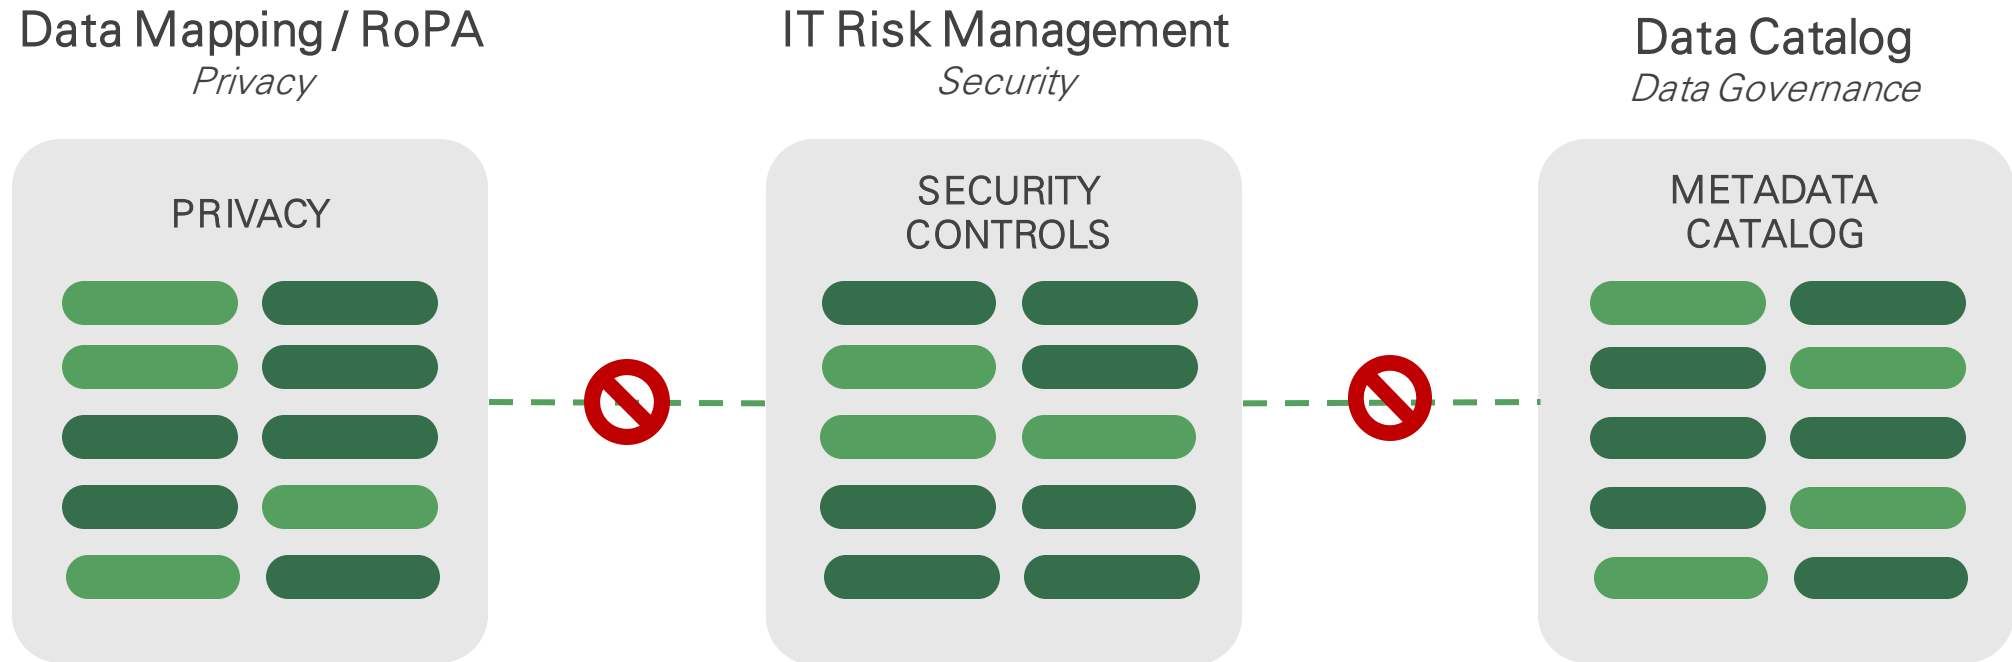 Data Mapping / RoPA
Privacy
PRIVACY
IT Risk Management
Security
SECURITY
CONTROLS
Data Catalog
Data Governance
METADATA
CATALOG